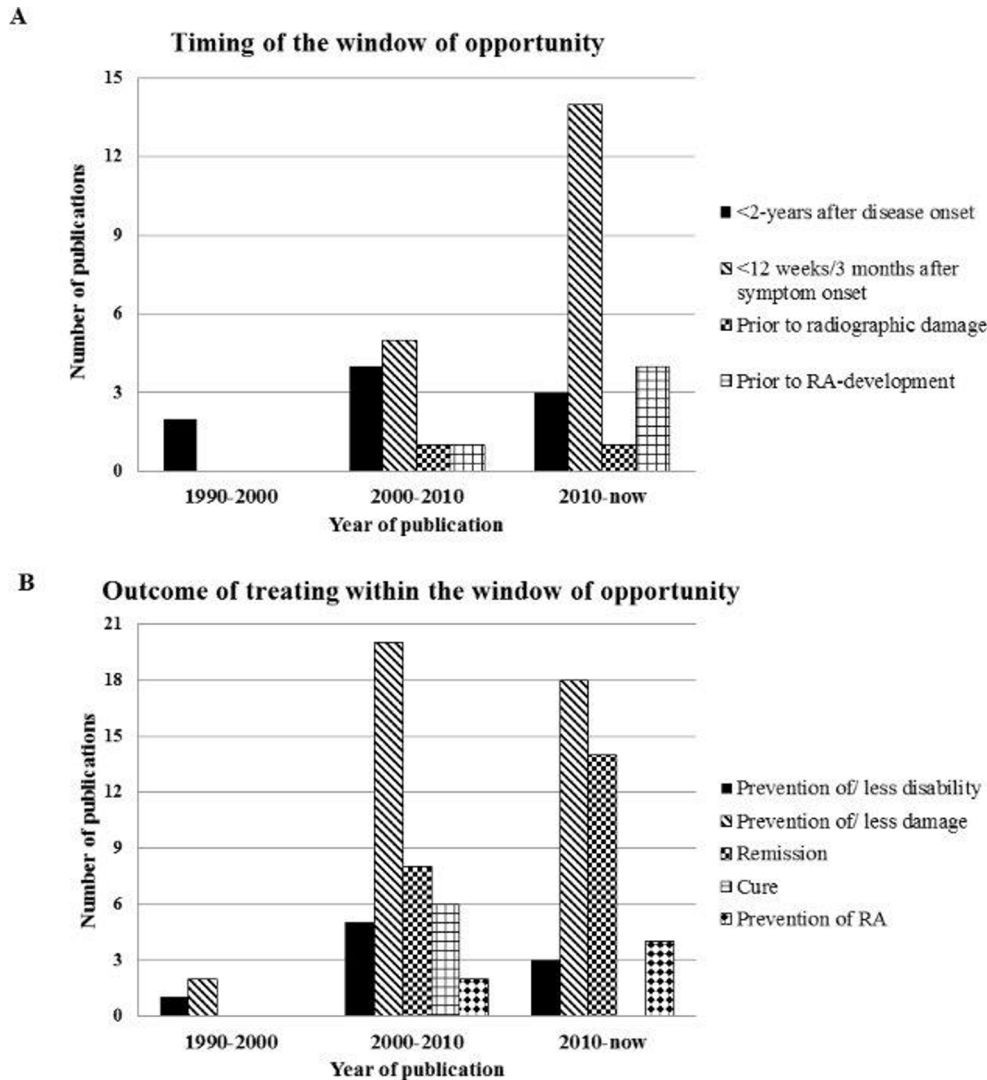 A
Timing of the window of opportunity
15
12
9
6
3
0
Number of publications
1990-2000
2000-2010
2010-now
Year of publication
<2-years after disease onset
<12 weeks/3 months after
symptom onset
Prior to radiographic damage
Prior to RA-development
B
Outcome of treating within the window of opportunity
21
18
15
12
9
6
3
0
Number of publications
1990-2000
2000-2010
2010-now
Year of publication
Prevention of/ less disability
Prevention of/ less damage
Remission
Cure
Prevention of RA